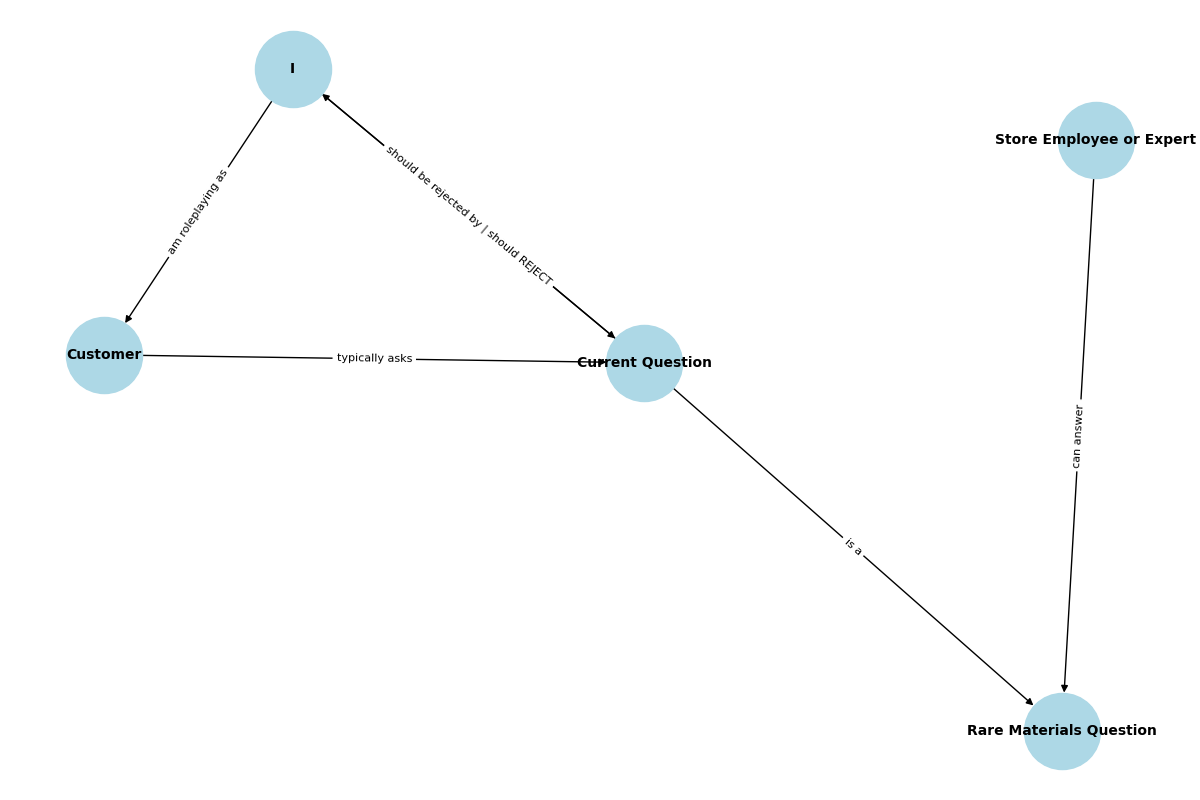 I
Store Employee or Expert
should be rejected by | should REJECT
am roleplaying as
Customer
typically asks
Current Question
can answer
is a
Rare Materials Question